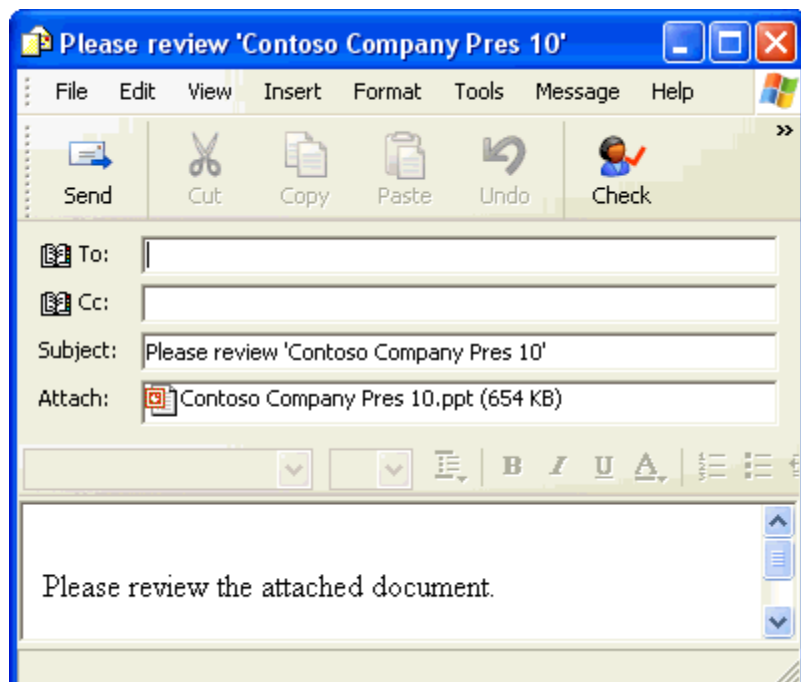 Please review 'Contoso Company Pres 10'
File Edit View Insert Format Tools Message Help
Send Cut Copy Paste Undo Check »
To:
Cc:
Subject: Please review 'Contoso Company Pres 10'
Attach: Contoso Company Pres 10.ppt (654 KB)
B I U A
Please review the attached document.